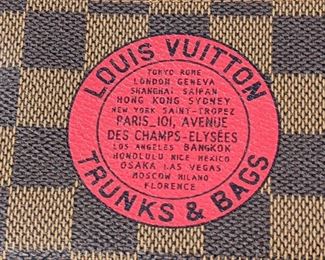 LOUIS VUITTON
TOKYO ROME
LONDON GENEVA
SHANGHAI SAIPAN
HONG KONG SYDNEY
NEW YORK SAINT-TROPEZ
PARIS_101, AVENUE
DES CHAMPS-ELYSÉES
LOS ANGELES BANGKOK
HONOLULU NICE MEXICO
OSAKA LAS VEGAS
MOSCOW MILANO
FLORENCE
TRUNKS & BAGS